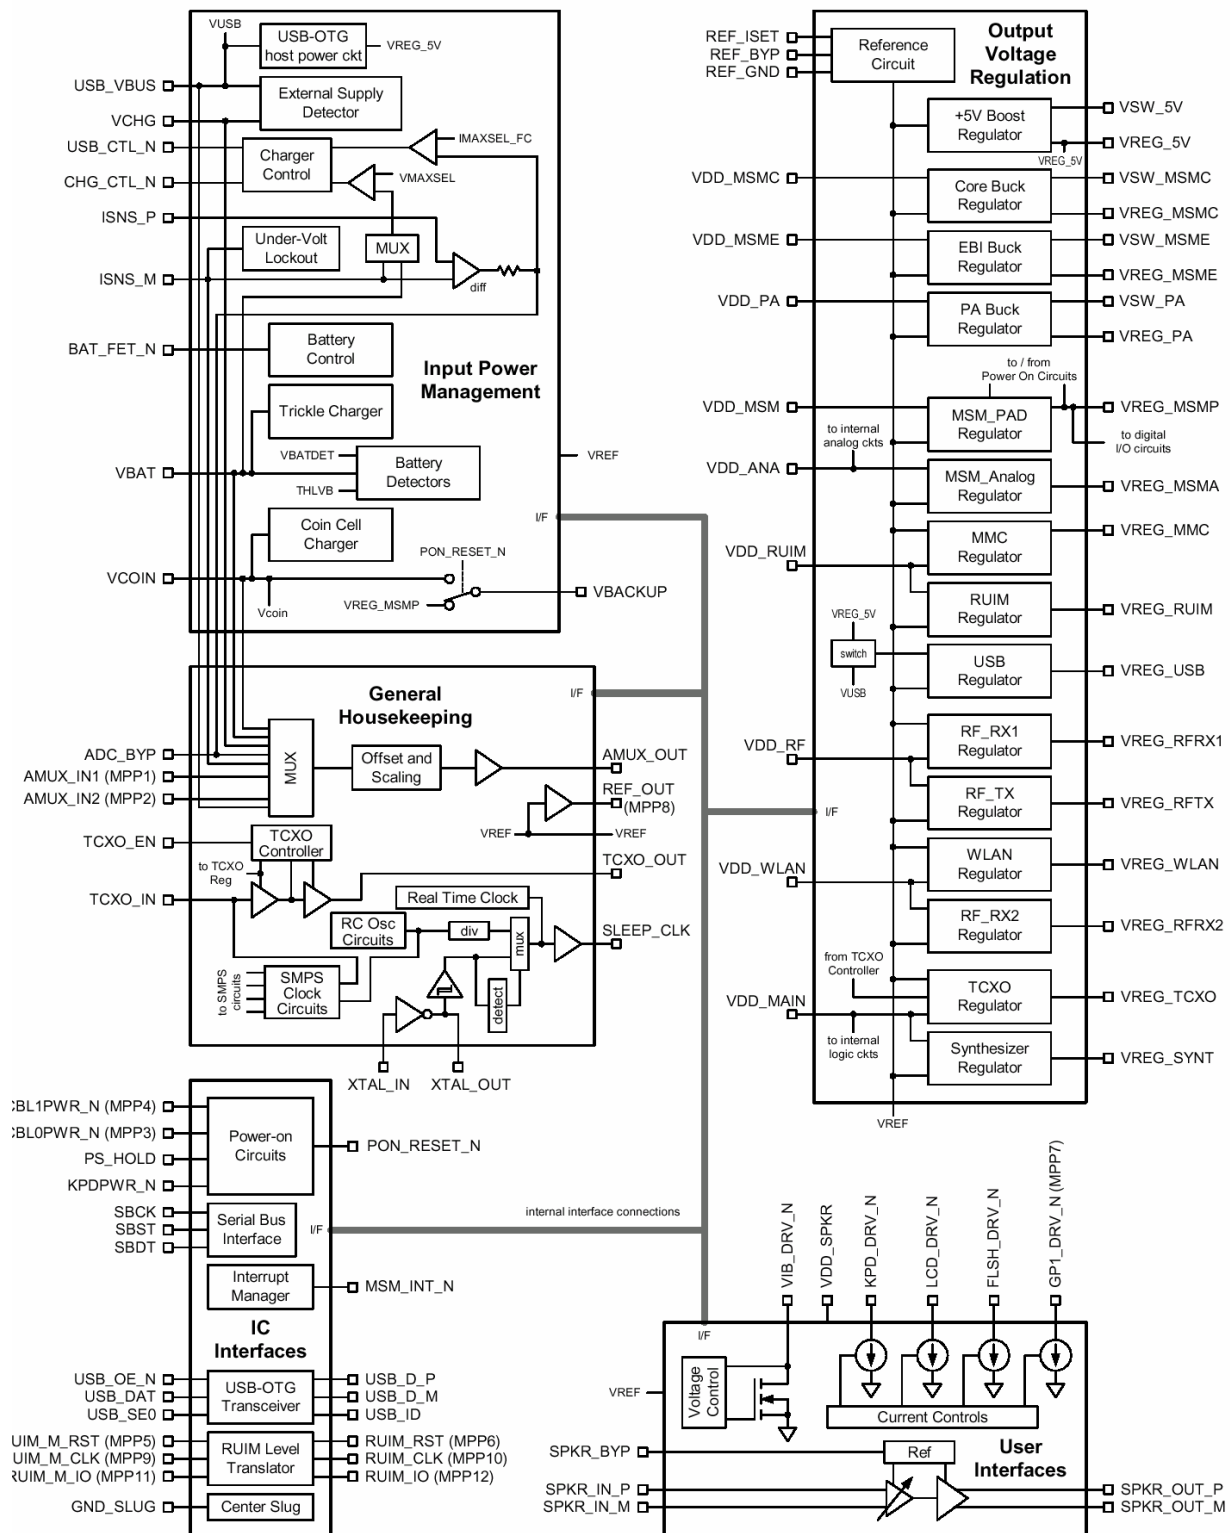 VUSB
USB-OTG
host power ckt
VREG_5V
USB_VBUS
External Supply
Detector
VCHG
USB_CTL_N
Charger
Control
IMAXSEL_FC
CHG_CTL_N
VMAXSEL
ISNS_P
Under-Volt
Lockout
MUX
ISNS_M
diff
BAT_FET_N
Battery
Control
Input Power
Management
Trickle Charger
VBATDET
VBAT
Battery
Detectors
VREF
THLVB
Coin Cell
Charger
I/F
PON_RESET_N
VCOIN
Vcoin
VREG_MSMP
VBACKUP
General
Housekeeping
I/F
ADC_BYP
AMUX_IN1 (MPP1)
AMUX_IN2 (MPP2)
MUX
Offset and
Scaling
AMUX_OUT
REF_OUT
(MPP8)
VREF
VREF
TCXO_EN
TCXO
Controller
to TCXO
Reg
TCXO_OUT
TCXO_IN
Real Time Clock
RC Osc
Circuits
div
mux
SLEEP_CLK
to SMPS
circuits
SMPS
Clock
Circuits
detect
XTAL_IN
XTAL_OUT
CBL1PWR_N (MPP4)
CBL0PWR_N (MPP3)
PS_HOLD
KPDPWR_N
Power-on
Circuits
PON_RESET_N
SBCK
SBST
SBDT
Serial Bus
Interface
I/F
internal interface connections
Interrupt
Manager
MSM_INT_N
IC
Interfaces
USB_OE_N
USB_DAT
USB_SE0
USB-OTG
Transceiver
USB_D_P
USB_D_M
USB_ID
RUIM_M_RST (MPP5)
RUIM_M_CLK (MPP9)
RUIM_M_IO (MPP11)
RUIM Level
Translator
RUIM_RST (MPP6)
RUIM_CLK (MPP10)
RUIM_IO (MPP12)
GND_SLUG
Center Slug
REF_ISET
REF_BYP
REF_GND
Reference
Circuit
Output
Voltage
Regulation
+5V Boost
Regulator
VSW_5V
VREG_5V
VREG_5V
VDD_MSMC
Core Buck
Regulator
VSW_MSMC
VREG_MSMC
VDD_MSME
EBI Buck
Regulator
VSW_MSME
VREG_MSME
VDD_PA
PA Buck
Regulator
VSW_PA
VREG_PA
to / from
Power On Circuits
VDD_MSM
MSM_PAD
Regulator
VREG_MSMP
to digital
I/O circuits
to internal
analog ckts
VDD_ANA
MSM_Analog
Regulator
VREG_MSMA
MMC
Regulator
VREG_MMC
VDD_RUIM
RUIM
Regulator
VREG_RUIM
VREG_5V
switch
VUSB
USB
Regulator
VREG_USB
RF_RX1
Regulator
VREG_RFRX1
VDD_RF
RF_TX
Regulator
VREG_RFTX
I/F
WLAN
Regulator
VREG_WLAN
VDD_WLAN
RF_RX2
Regulator
VREG_RFRX2
from TCXO
Controller
TCXO
Regulator
VREG_TCXO
VDD_MAIN
to internal
logic ckts
Synthesizer
Regulator
VREG_SYNT
VREF
VIB_DRV_N
VDD_SPKR
KPD_DRV_N
LCD_DRV_N
FLSH_DRV_N
GP1_DRV_N (MPP7)
I/F
VREF
Voltage
Control
Current Controls
User
Interfaces
SPKR_BYP
Ref
SPKR_IN_P
SPKR_IN_M
SPKR_OUT_P
SPKR_OUT_M